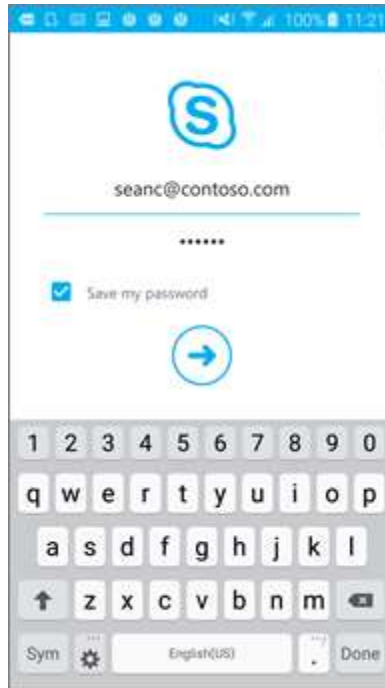 100% 11:21
S
seanc@contoso.com
••••••
Save my password
1 2 3 4 5 6 7 8 9 0
q w e r t y u i o p
a s d f g h j k l
z x c v b n m
Sym English(US) . Done